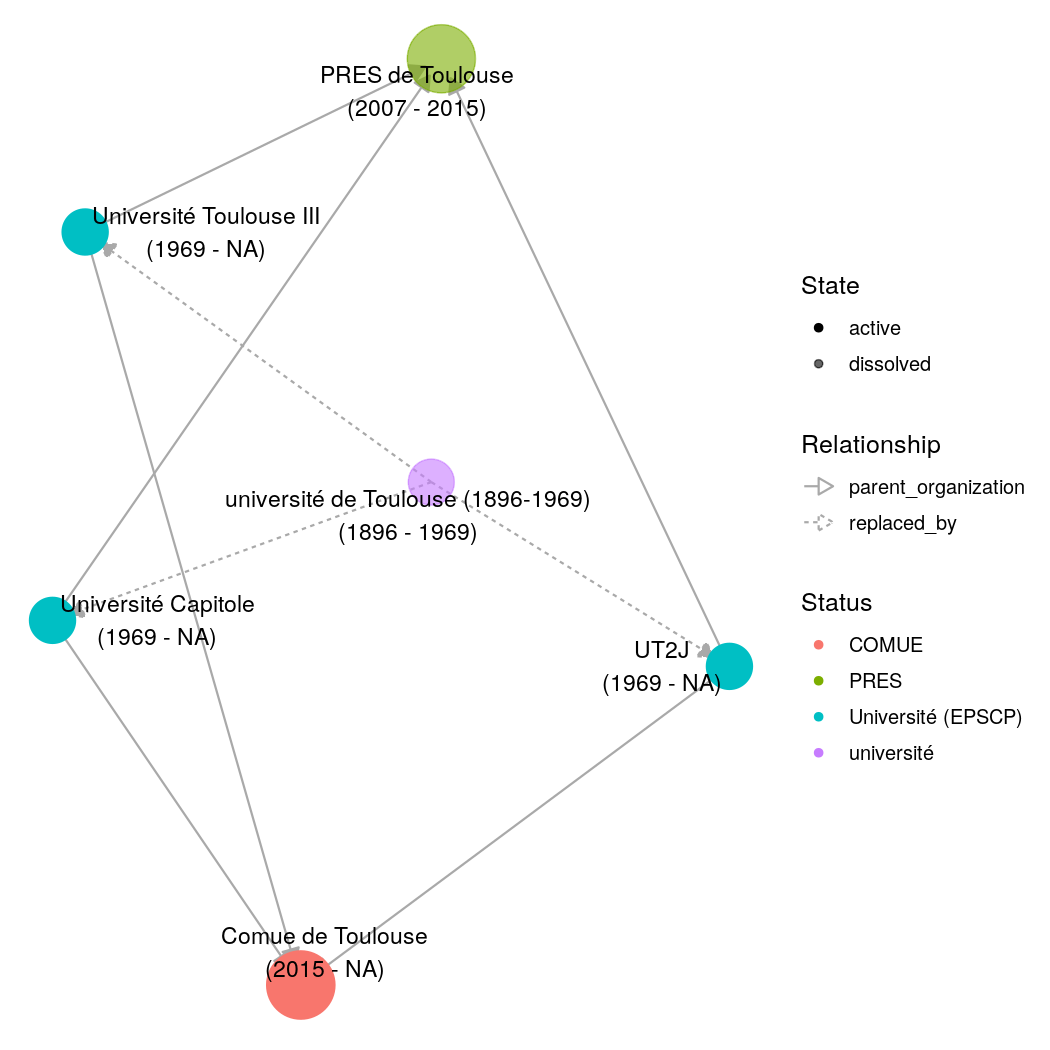 PRES de Toulouse
(2007 - 2015)
Université Toulouse III
(1969 - NA)
université de Toulouse (1896-1969)
(1896 - 1969)
Université Capitole
(1969 - NA)
UT2J
(1969 - NA)
Comue de Toulouse
(2015 - NA)
State
active
dissolved
Relationship
parent_organization
replaced_by
Status
COMUE
PRES
Université (EPSCP)
université